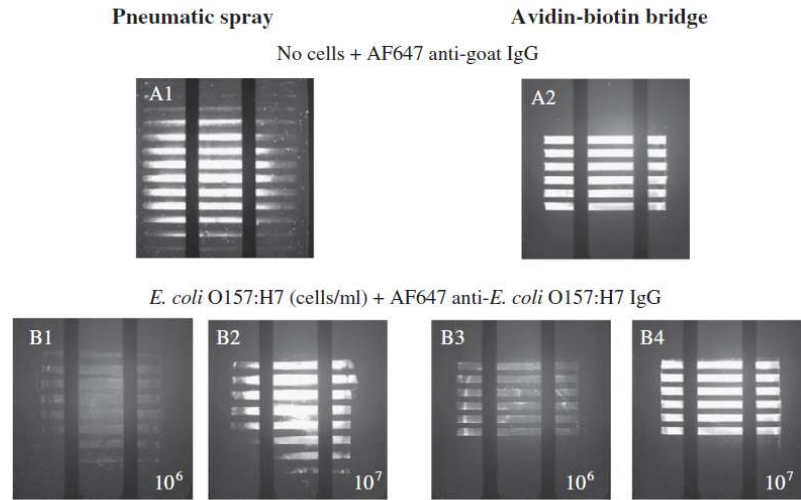 Pneumatic spray Avidin-biotin bridge
No cells + AF647 anti-goat IgG
A1 A2
E. coli O157:H7 (cells/ml) + AF647 anti-E. coli O157:H7 IgG
B1 B2 B3 B4
10⁶ 10⁷ 10⁶ 10⁷